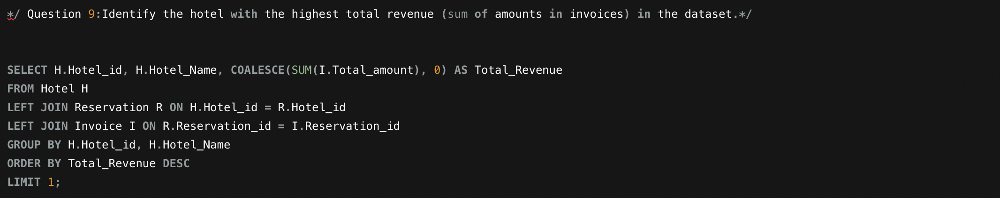 */ Question 9:Identify the hotel with the highest total revenue (sum of amounts in invoices) in the dataset.*/
SELECT H.Hotel_id, H.Hotel_Name, COALESCE(SUM(I.Total_amount), 0) AS Total_Revenue
FROM Hotel H
LEFT JOIN Reservation R ON H.Hotel_id = R.Hotel_id
LEFT JOIN Invoice I ON R.Reservation_id = I.Reservation_id
GROUP BY H.Hotel_id, H.Hotel_Name
ORDER BY Total_Revenue DESC
LIMIT 1;